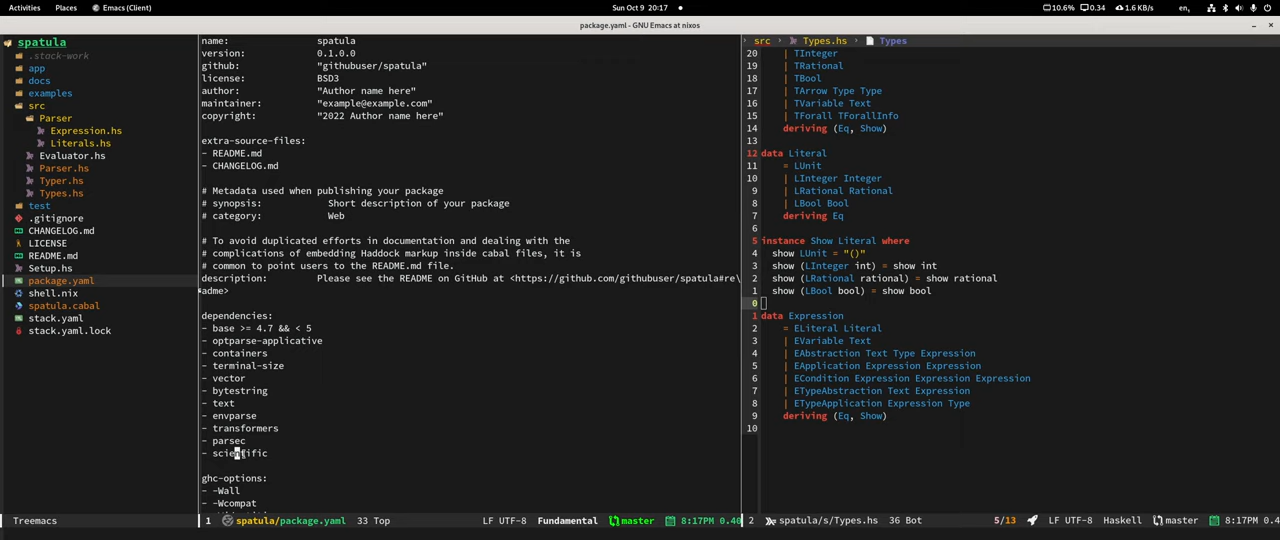 Activities Places Emacs (Client) Sun Oct 9 20:17 10.6% 0.34 1.6 KB/s en,
package.yaml - GNU Emacs at nixos
spatula
.stack-work
app
docs
examples
src
Parser
Expression.hs
Literals.hs
Evaluator.hs
Parser.hs
Typer.hs
Types.hs
test
.gitignore
CHANGELOG.md
LICENSE
README.md
Setup.hs
package.yaml
shell.nix
spatula.cabal
stack.yaml
stack.yaml.lock
Treemacs
name: spatula
version: 0.1.0.0
github: "githubuser/spatula"
license: BSD3
author: "Author name here"
maintainer: "example@example.com"
copyright: "2022 Author name here"
extra-source-files:
- README.md
- CHANGELOG.md
# Metadata used when publishing your package
# synopsis: Short description of your package
# category: Web
# To avoid duplicated efforts in documentation and dealing with the
# complications of embedding Haddock markup inside cabal files, it is
# common to point users to the README.md file.
description: Please see the README on GitHub at <https://github.com/githubuser/spatula#re\
adme>
dependencies:
- base >= 4.7 && < 5
- optparse-applicative
- containers
- terminal-size
- vector
- bytestring
- text
- envparse
- transformers
- parsec
- scientific
ghc-options:
- -Wall
- -Wcompat
1 spatula/package.yaml 33 Top LF UTF-8 Fundamental master 8:17PM 0.40
src > Types.hs > Types
20 | TInteger
19 | TRational
18 | TBool
17 | TArrow Type Type
16 | TVariable Text
15 | TForall TForallInfo
14 deriving (Eq, Show)
13
12 data Literal
11 = LUnit
10 | LInteger Integer
9 | LRational Rational
8 | LBool Bool
7 deriving Eq
6
5 instance Show Literal where
4 show LUnit = "()"
3 show (LInteger int) = show int
2 show (LRational rational) = show rational
1 show (LBool bool) = show bool
0
1 data Expression
2 = ELiteral Literal
3 | EVariable Text
4 | EAbstraction Text Type Expression
5 | EApplication Expression Expression
6 | ECondition Expression Expression Expression
7 | ETypeAbstraction Text Expression
8 | ETypeApplication Expression Type
9 deriving (Eq, Show)
10
2 spatula/s/Types.hs 36 Bot 5/13 LF UTF-8 Haskell master 8:17PM 0.4